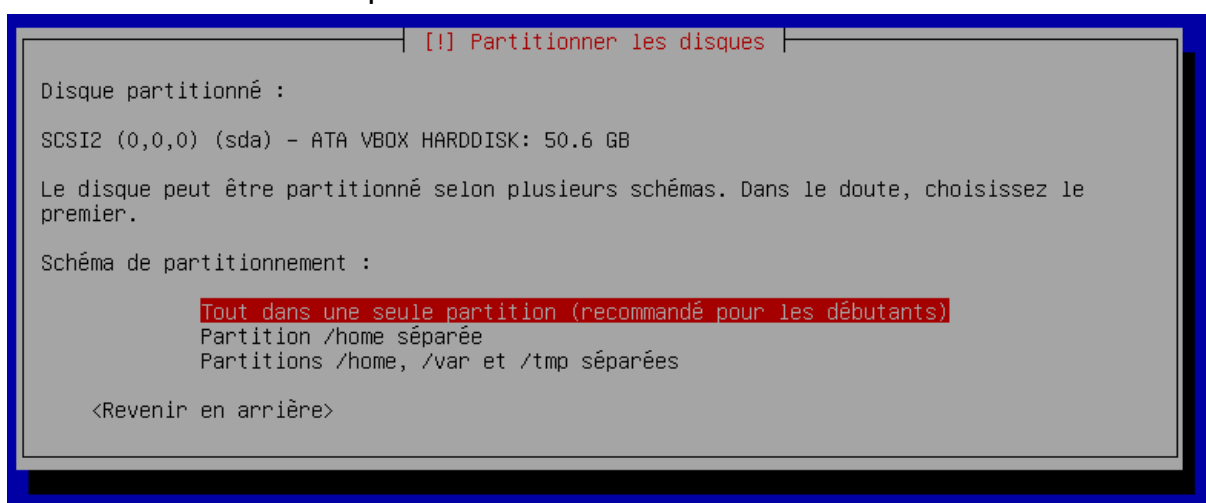 [!] Partitionner les disques
Disque partitionné :
SCSI2 (0,0,0) (sda) – ATA VBOX HARDDISK: 50.6 GB
Le disque peut être partitionné selon plusieurs schémas. Dans le doute, choisissez le
premier.
Schéma de partitionnement :
Tout dans une seule partition (recommandé pour les débutants)
Partition /home séparée
Partitions /home, /var et /tmp séparées
<Revenir en arrière>